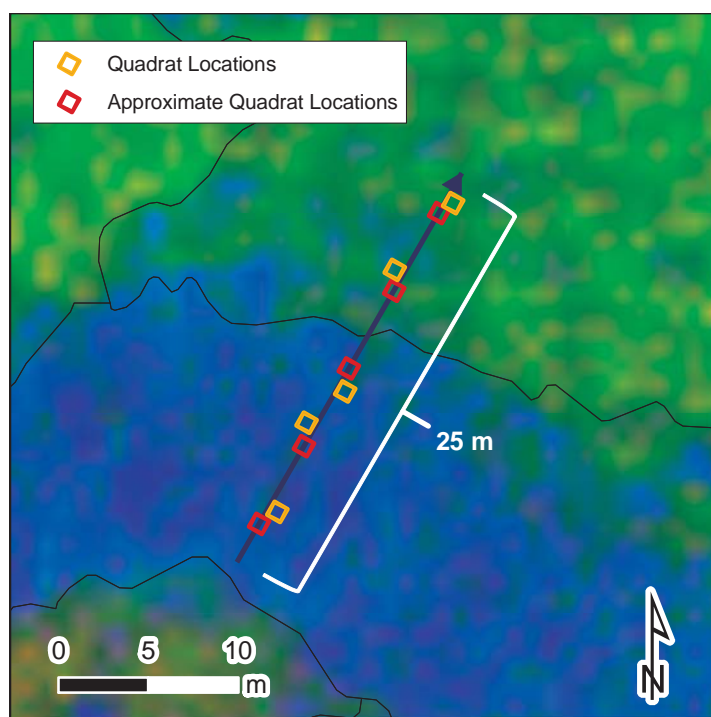 Quadrat Locations
Approximate Quadrat Locations
25 m
0 5 10
m
N